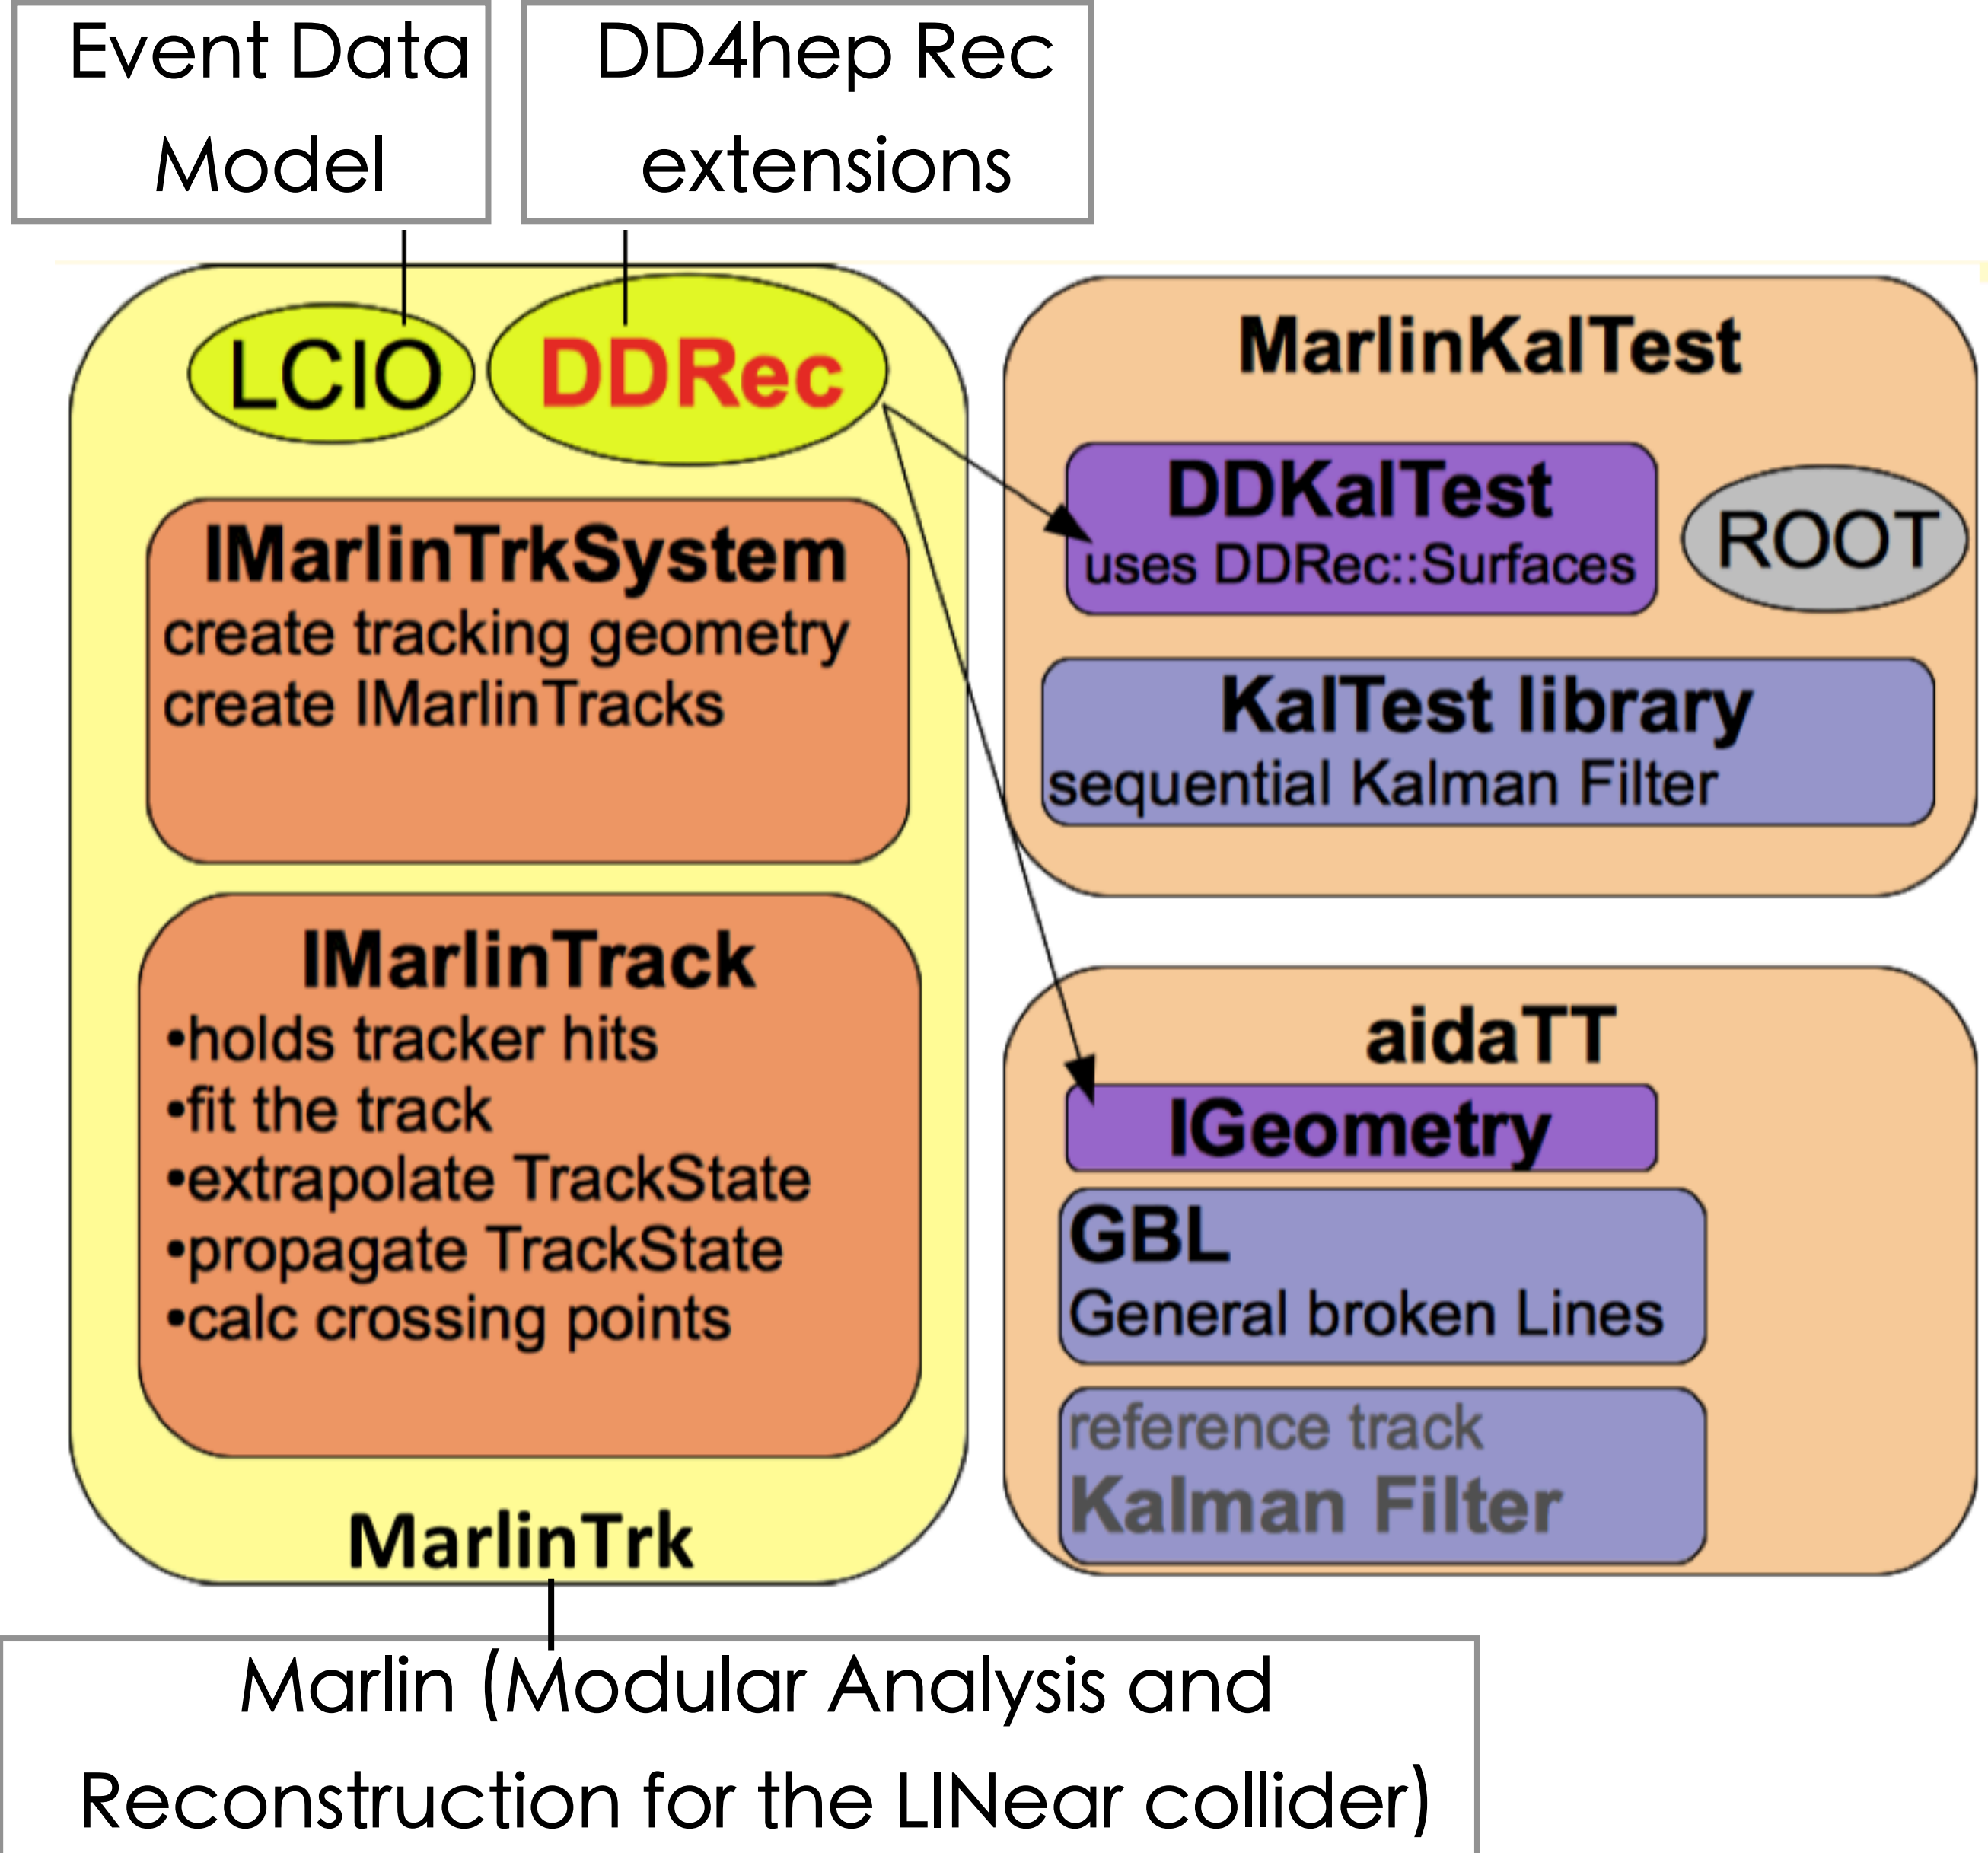 Event Data
Model
DD4hep Rec
extensions
LCIO
DDRec
IMarlinTrkSystem
create tracking geometry
create IMarlinTracks
IMarlinTrack
•holds tracker hits
•fit the track
•extrapolate TrackState
•propagate TrackState
•calc crossing points
MarlinTrk
MarlinKalTest
DDKalTest
uses DDRec::Surfaces
ROOT
KalTest library
sequential Kalman Filter
aidaTT
IGeometry
GBL
General broken Lines
reference track
Kalman Filter
Marlin (Modular Analysis and
Reconstruction for the LINear collider)